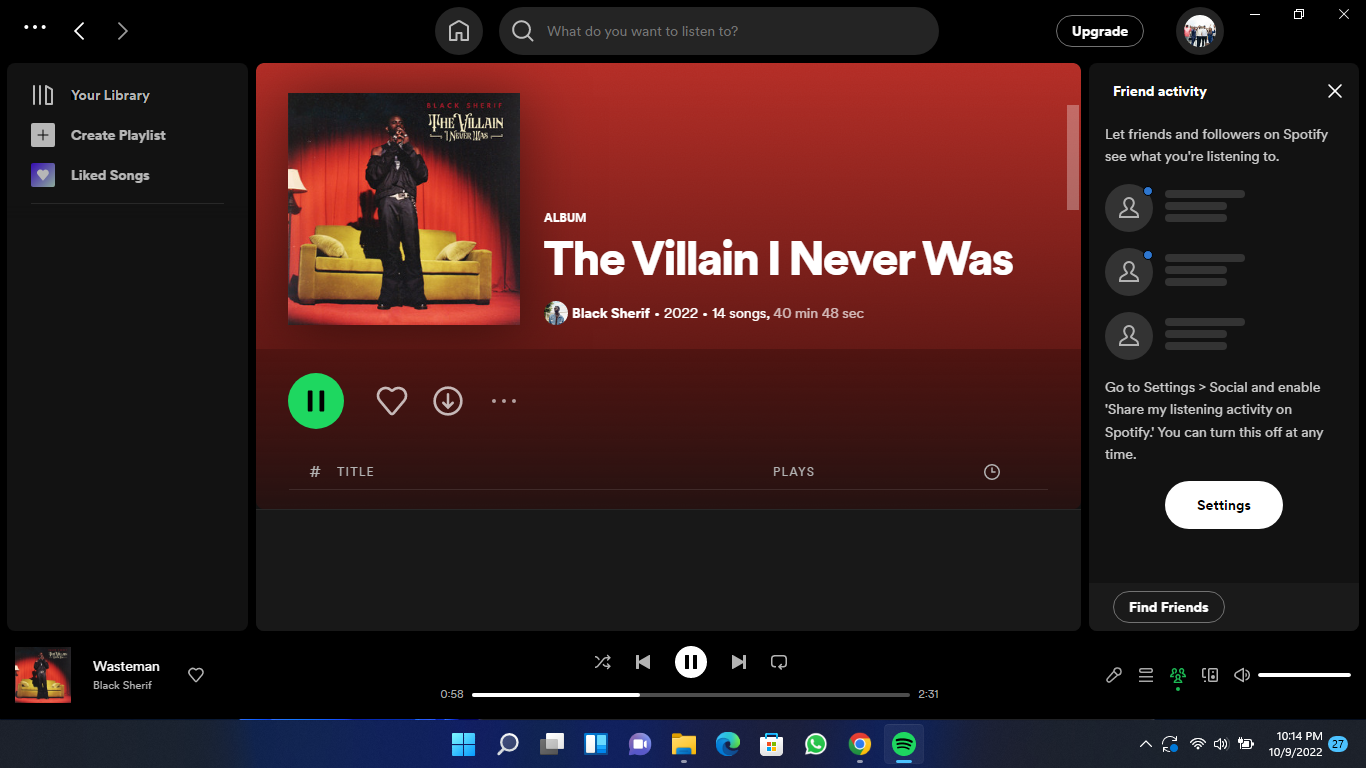 What do you want to listen to?
Upgrade
Your Library
Create Playlist
Liked Songs
BLACK SHERIF
THE VILLAIN
I NEVER WAS
ALBUM
The Villain I Never Was
Black Sherif • 2022 • 14 songs, 40 min 48 sec
# TITLE PLAYS
Friend activity
Let friends and followers on Spotify
see what you're listening to.
Go to Settings > Social and enable
'Share my listening activity on
Spotify.' You can turn this off at any
time.
Settings
Find Friends
Wasteman
Black Sherif
0:58
2:31
10:14 PM
10/9/2022
27